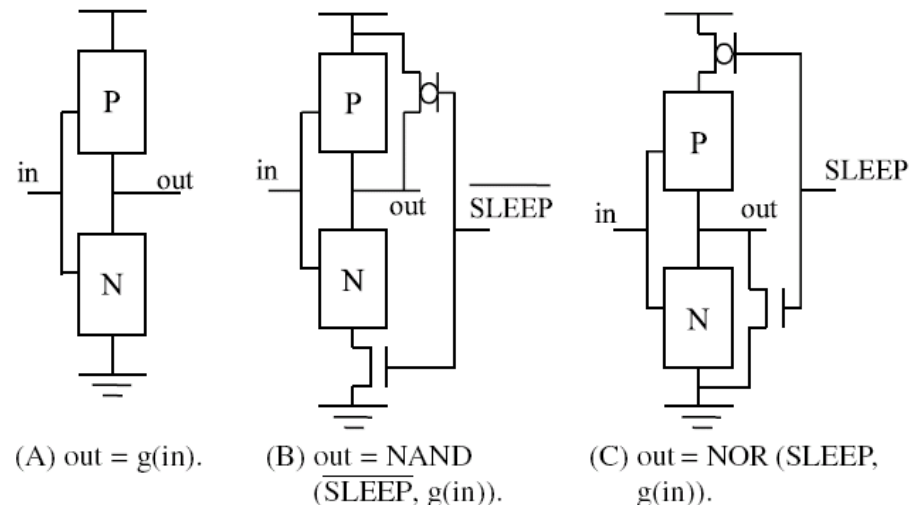 P
in
out
N
P
in
out
SLEEP
N
P
SLEEP
in
out
N
(A) out = g(in).
(B) out = NAND
(SLEEP, g(in)).
(C) out = NOR (SLEEP,
g(in)).